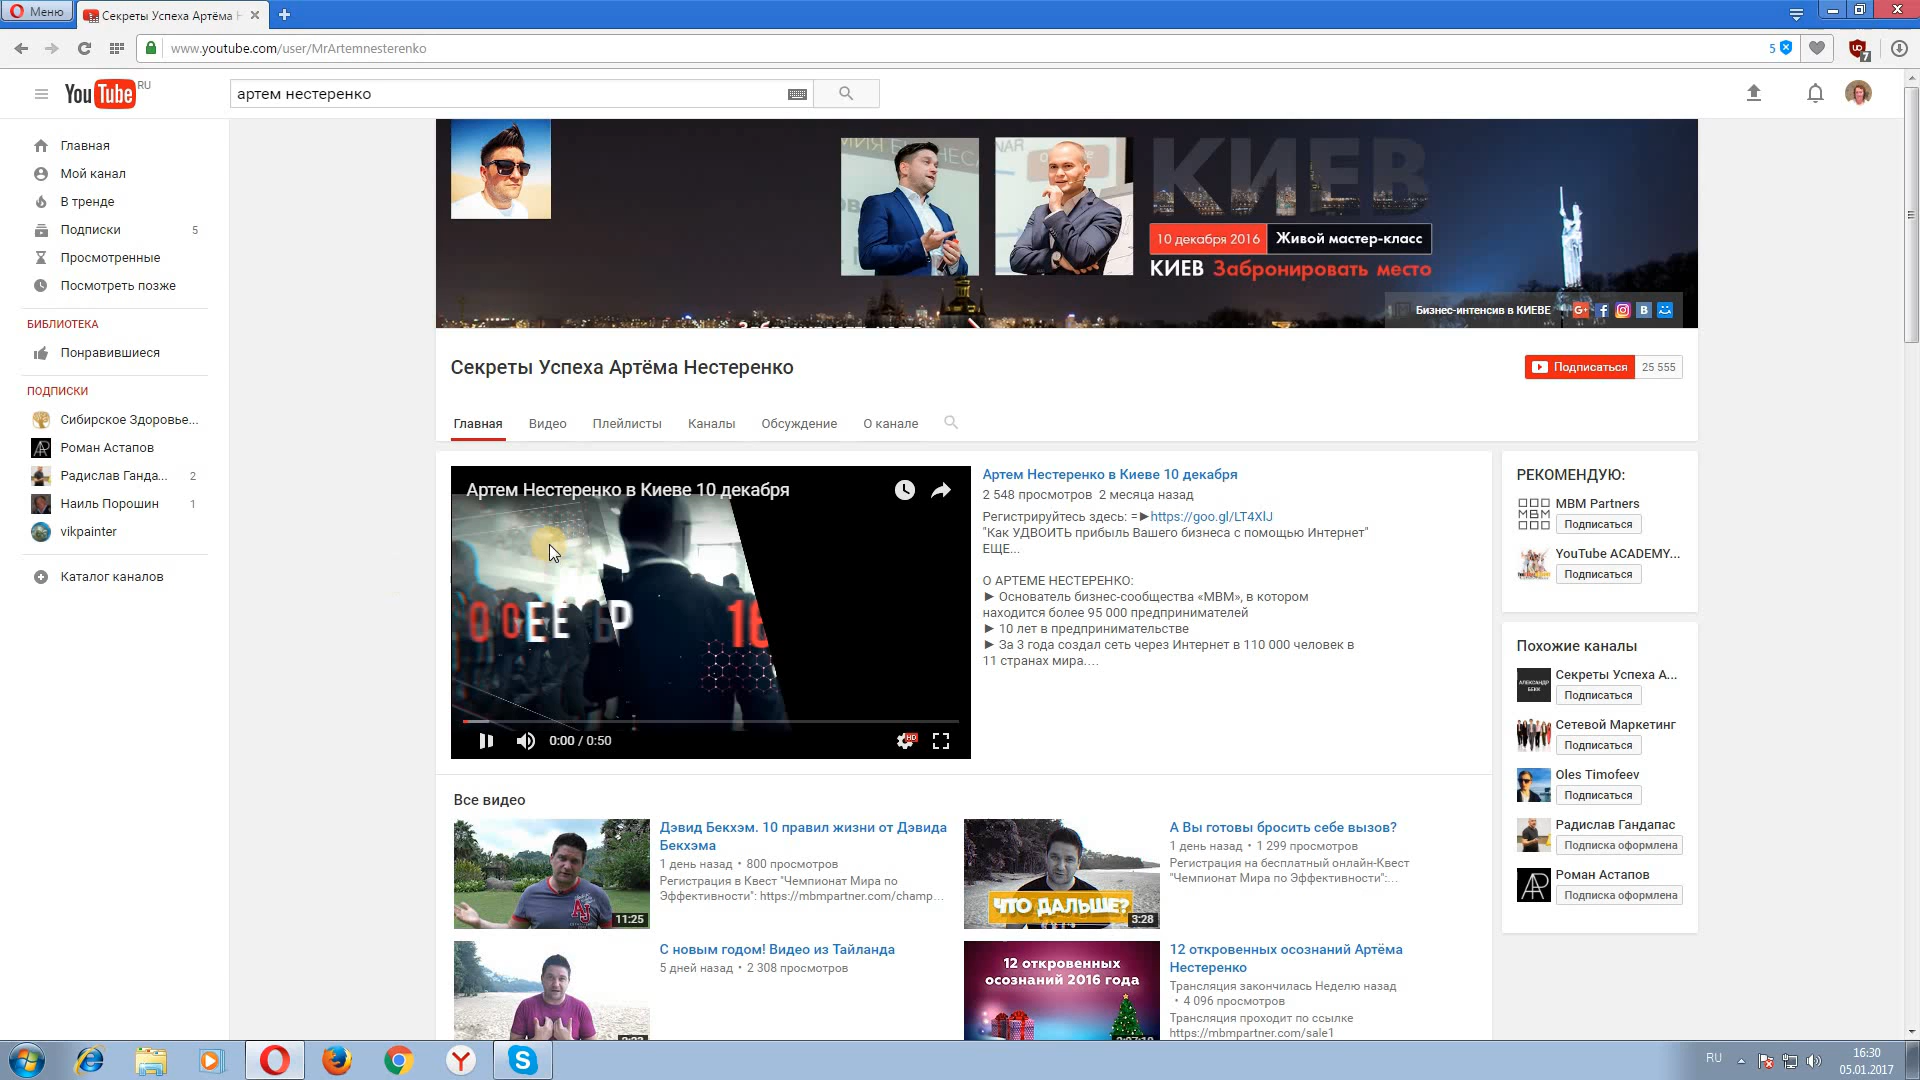 Меню
Секреты Успеха Артёма Н
www.youtube.com/user/MrArtemnesterenko
5
7
YouTube RU
артем нестеренко
Главная
Мой канал
В тренде
Подписки 5
Просмотренные
Посмотреть позже
БИБЛИОТЕКА
Понравившиеся
ПОДПИСКИ
Сибирское Здоровье...
Роман Астапов
Радислав Ганда... 2
Наиль Порошин 1
vikpainter
Каталог каналов
КИЕВ
10 декабря 2016 Живой мастер-класс
КИЕВ Забронировать место
Бизнес-интенсив в КИЕВЕ
Секреты Успеха Артёма Нестеренко
Подписаться 25 555
Главная Видео Плейлисты Каналы Обсуждение О канале
Артем Нестеренко в Киеве 10 декабря
0:00 / 0:50
HD
Артем Нестеренко в Киеве 10 декабря
2 548 просмотров 2 месяца назад
Регистрируйтесь здесь: =►https://goo.gl/LT4XlJ
"Как УДВОИТЬ прибыль Вашего бизнеса с помощью Интернет"
ЕЩЕ...
О АРТЕМЕ НЕСТЕРЕНКО:
► Основатель бизнес-сообщества «МВМ», в котором
находится более 95 000 предпринимателей
► 10 лет в предпринимательстве
► За 3 года создал сеть через Интернет в 110 000 человек в
11 странах мира....
РЕКОМЕНДУЮ:
MBM Partners
Подписаться
YouTube ACADEMY...
Подписаться
Похожие каналы
АЛЕКСАНДР
БЕКК
Секреты Успеха А...
Подписаться
Сетевой Маркетинг
Подписаться
Oles Timofeev
Подписаться
Радислав Гандапас
Подписка оформлена
Роман Астапов
Подписка оформлена
Все видео
11:25
Дэвид Бекхэм. 10 правил жизни от Дэвида
Бекхэма
1 день назад • 800 просмотров
Регистрация в Квест "Чемпионат Мира по
Эффективности": https://mbmpartner.com/champ...
ЧТО ДАЛЬШЕ?
3:28
А Вы готовы бросить себе вызов?
1 день назад • 1 299 просмотров
Регистрация на бесплатный онлайн-Квест
"Чемпионат Мира по Эффективности":...
С новым годом! Видео из Тайланда
5 дней назад • 2 308 просмотров
12 откровенных
осознаний 2016 года
12 откровенных осознаний Артёма
Нестеренко
Трансляция закончилась Неделю назад
• 4 096 просмотров
Трансляция проходит по ссылке
https://mbmpartner.com/sale1
RU
16:30
05.01.2017